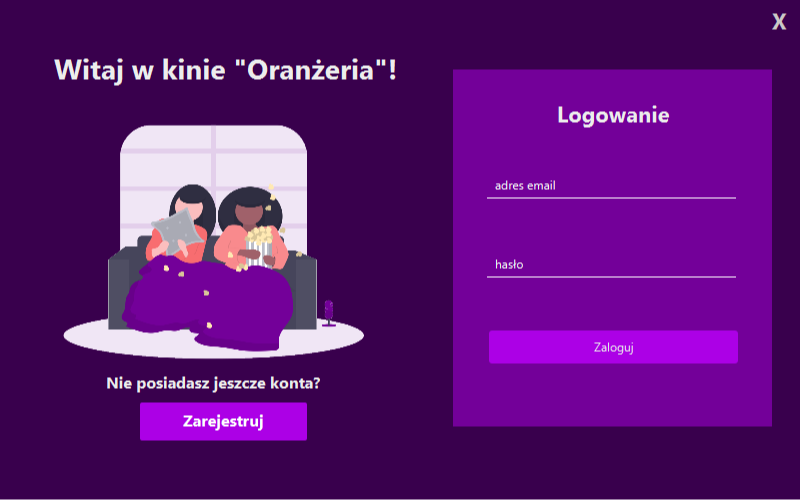 X
Witaj w kinie "Oranżeria"!
Nie posiadasz jeszcze konta?
Zarejestruj
Logowanie
adres email
hasło
Zaloguj